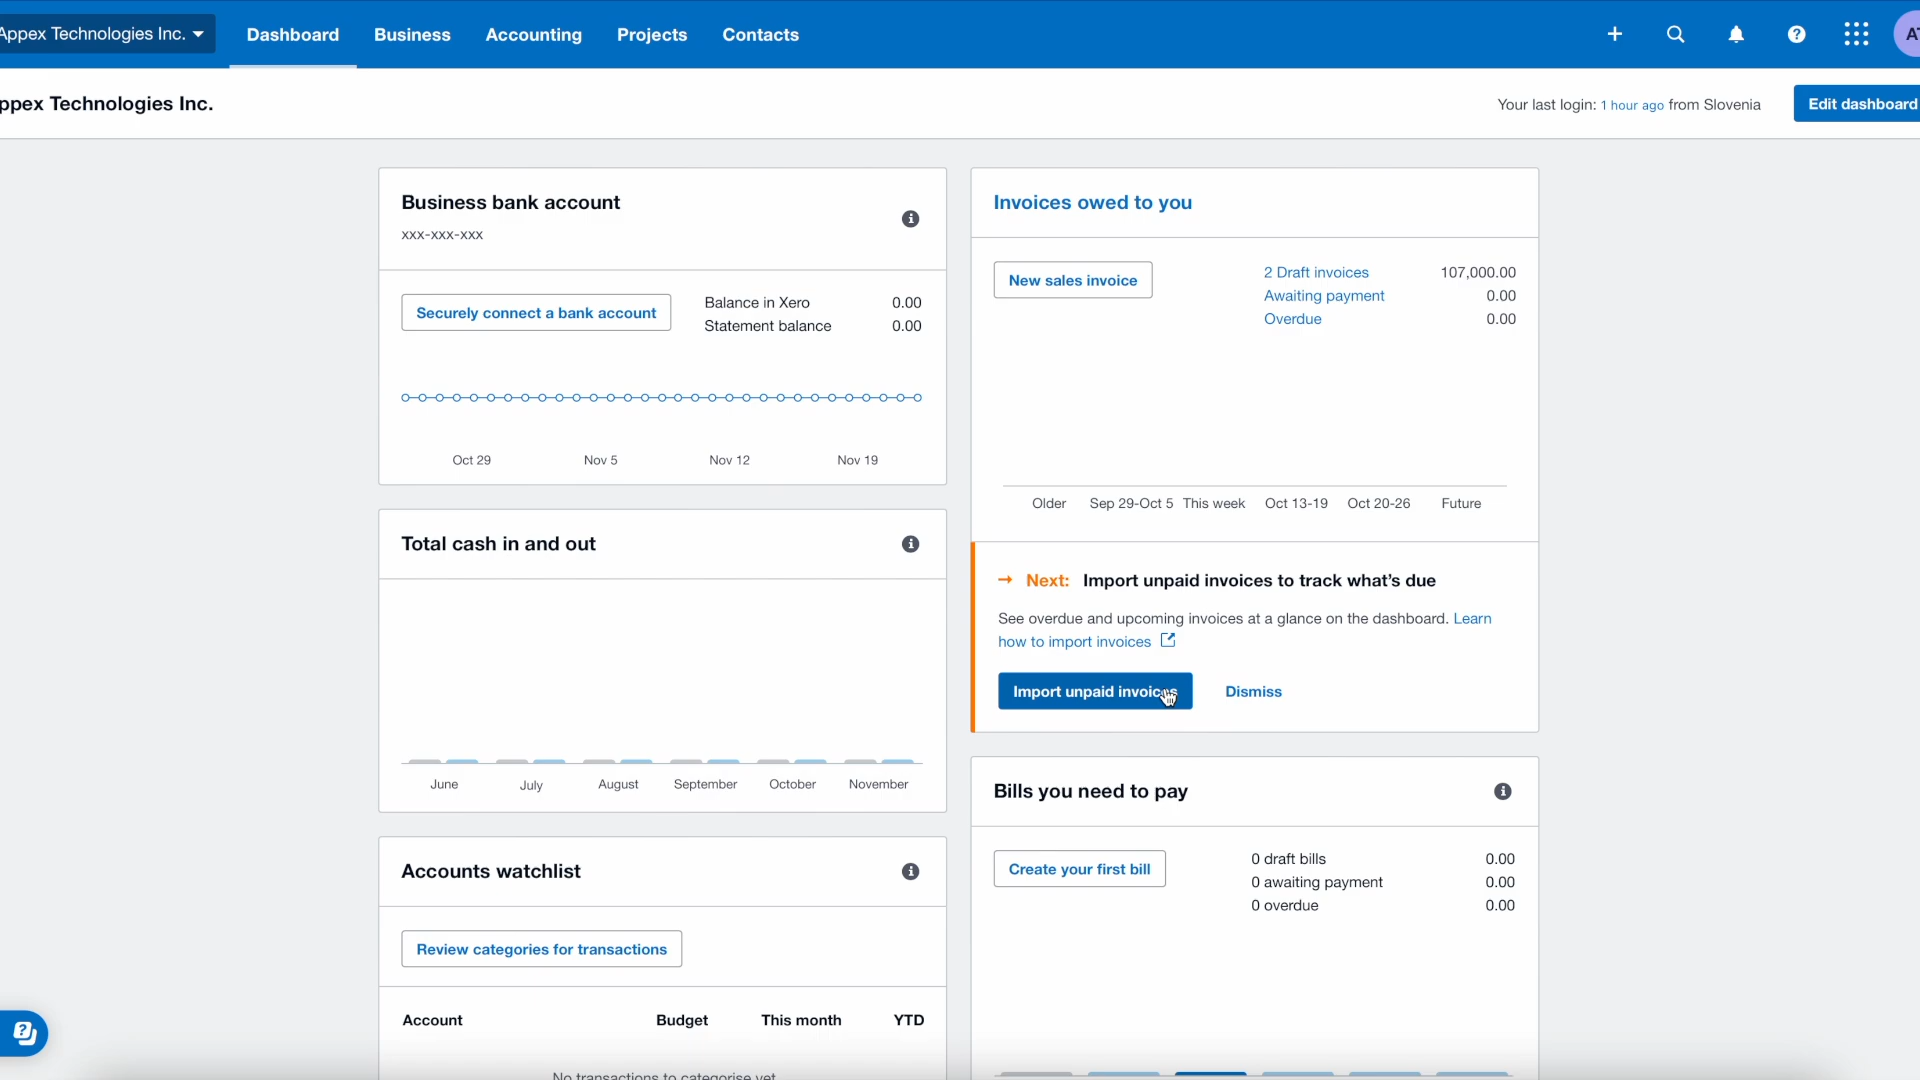 Appex Technologies Inc.
Dashboard
Business
Accounting
Projects
Contacts
ppex Technologies Inc.
Your last login: 1 hour ago from Slovenia
Edit dashboard
Business bank account
xxx-xxx-xxx
Securely connect a bank account
Balance in Xero 0.00
Statement balance 0.00
Oct 29 Nov 5 Nov 12 Nov 19
Total cash in and out
June July August September October November
Accounts watchlist
Review categories for transactions
Account Budget This month YTD
No transactions to categorise yet
Invoices owed to you
New sales invoice
2 Draft invoices 107,000.00
Awaiting payment 0.00
Overdue 0.00
Older Sep 29-Oct 5 This week Oct 13-19 Oct 20-26 Future
→ Next: Import unpaid invoices to track what's due
See overdue and upcoming invoices at a glance on the dashboard. Learn
how to import invoices
Import unpaid invoices
Dismiss
Bills you need to pay
Create your first bill
0 draft bills 0.00
0 awaiting payment 0.00
0 overdue 0.00